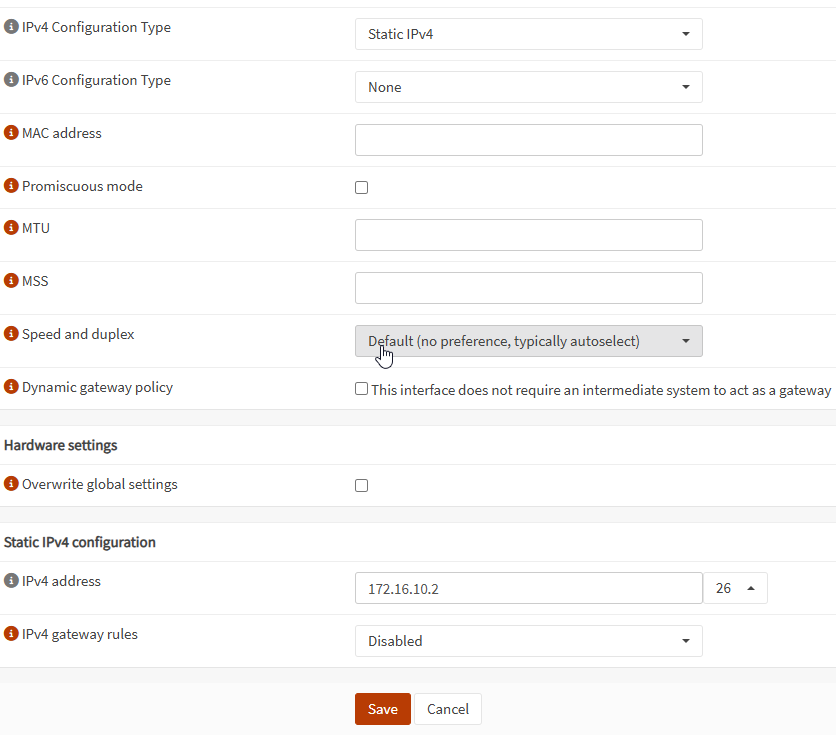 IPv4 Configuration Type
Static IPv4
IPv6 Configuration Type
None
MAC address
Promiscuous mode
MTU
MSS
Speed and duplex
Default (no preference, typically autoselect)
Dynamic gateway policy
This interface does not require an intermediate system to act as a gateway
Hardware settings
Overwrite global settings
Static IPv4 configuration
IPv4 address
172.16.10.2 26
IPv4 gateway rules
Disabled
Save Cancel